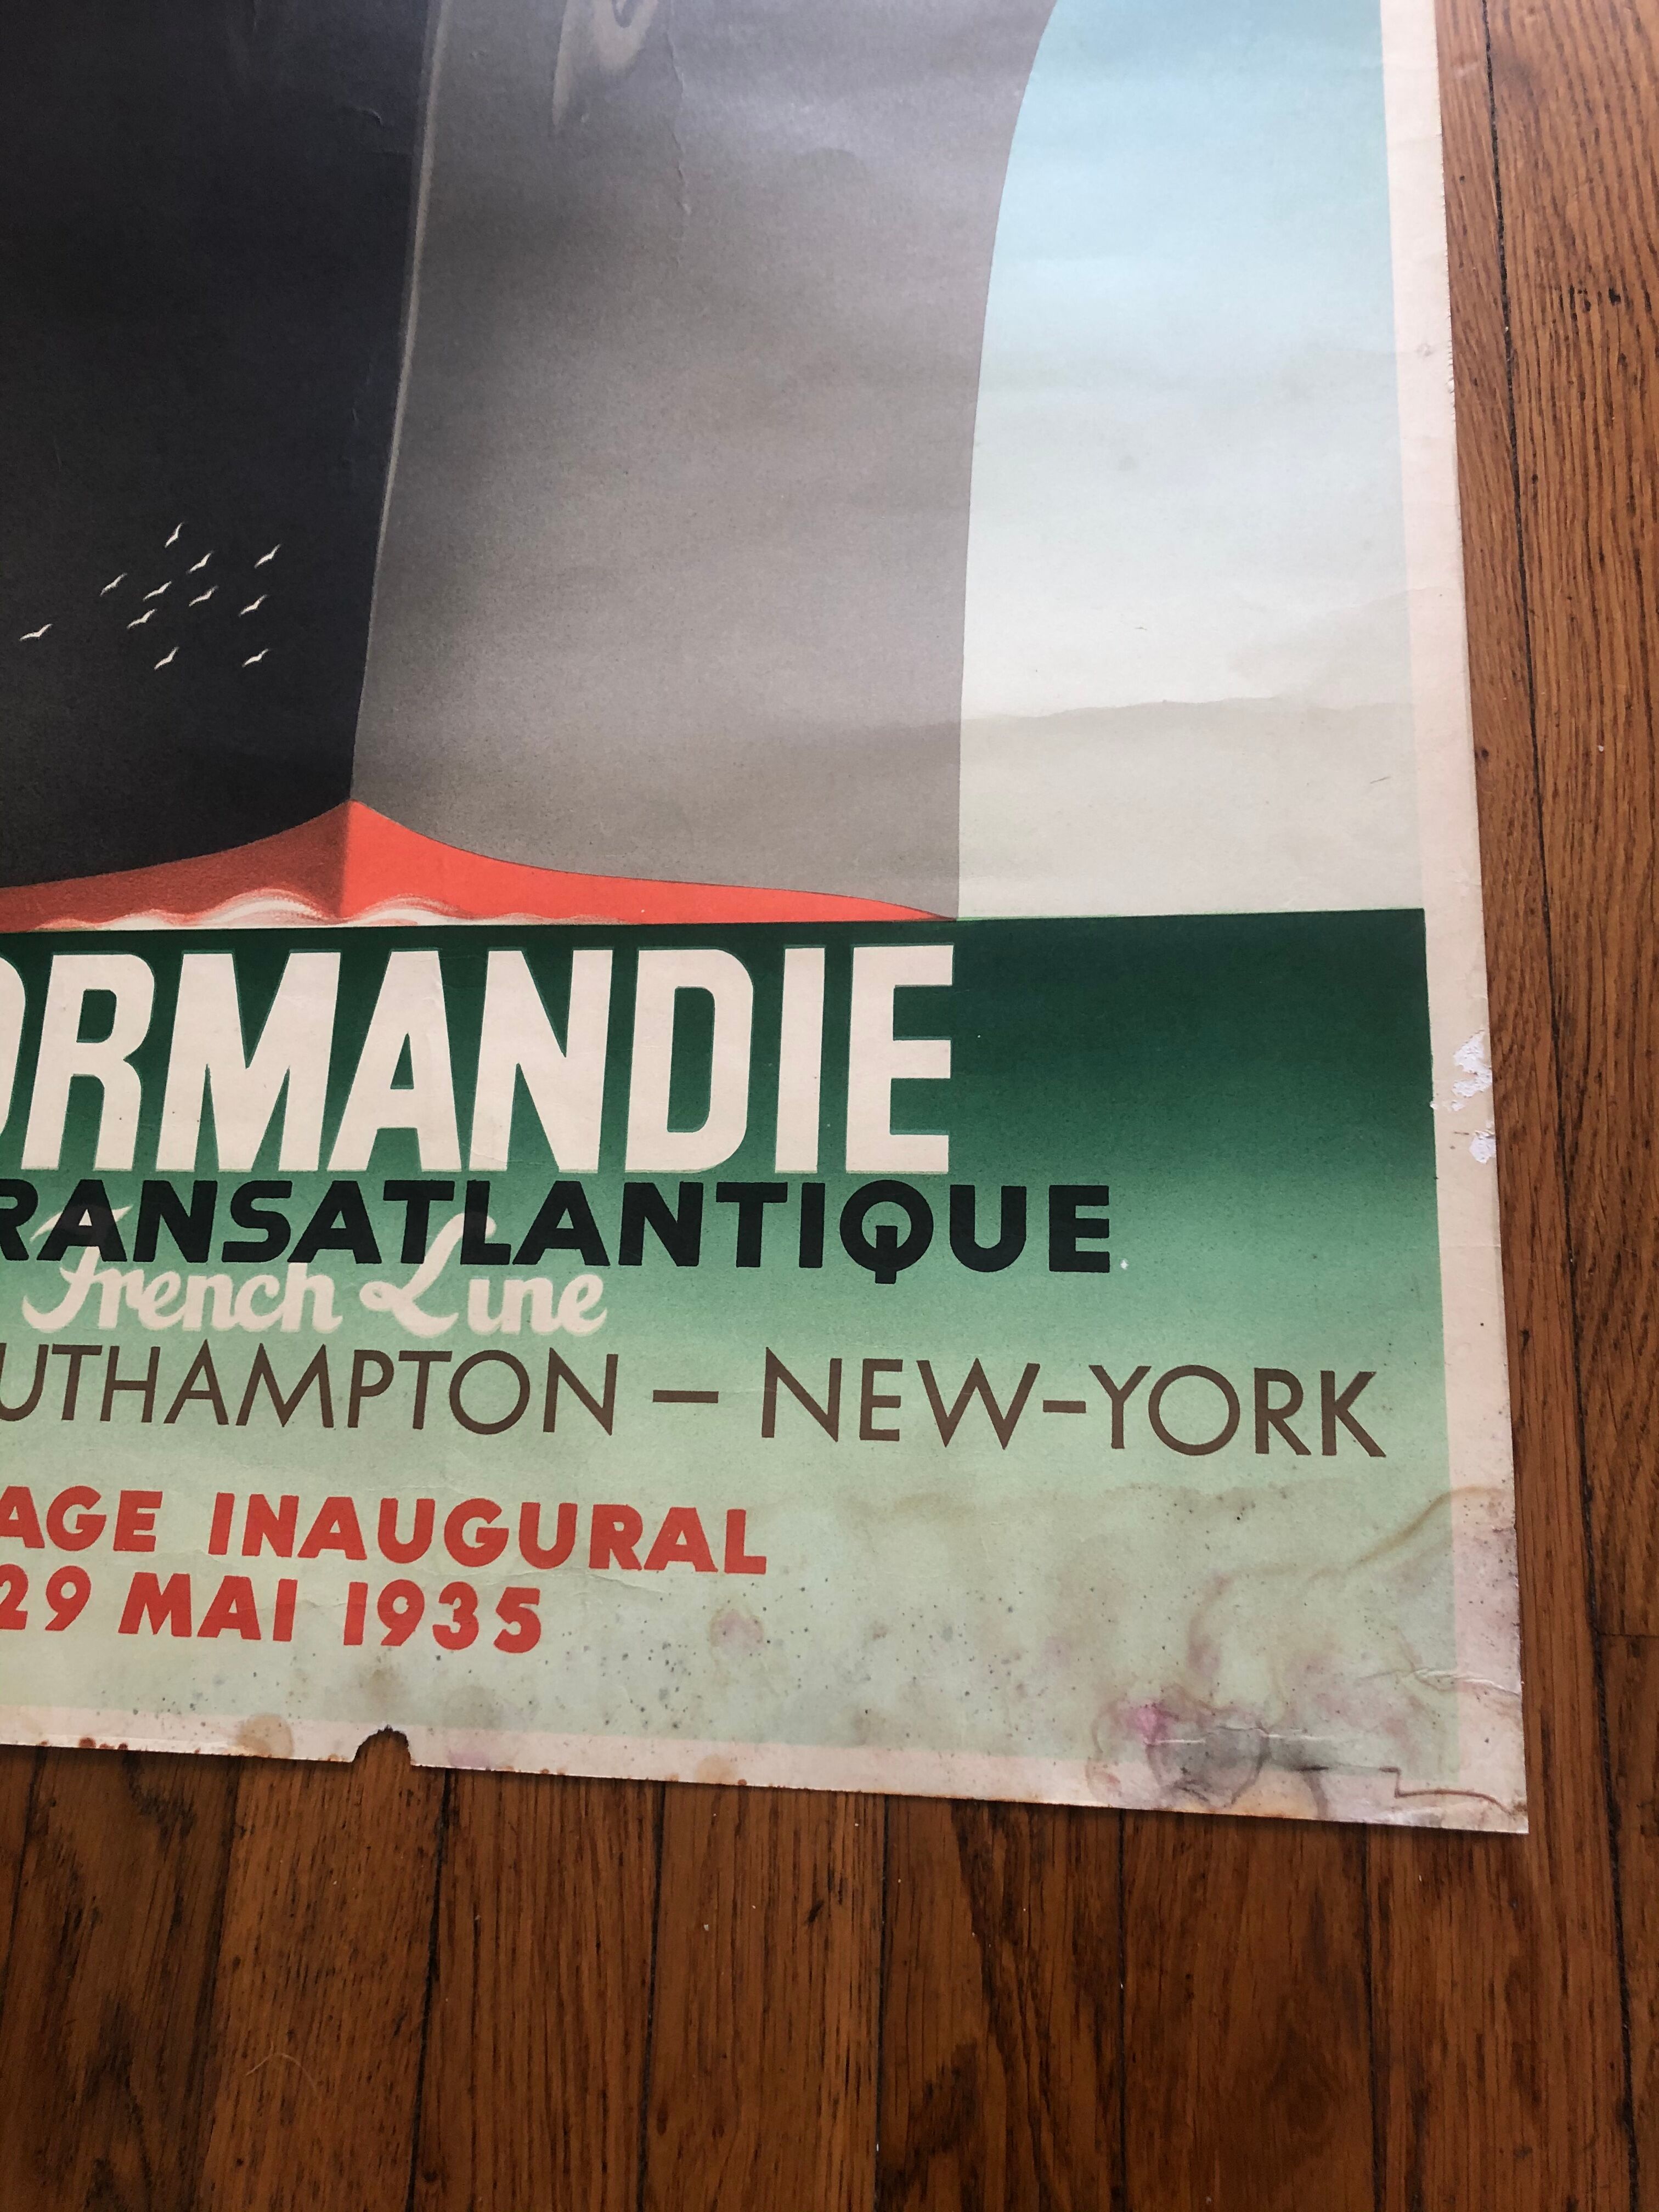 ORMANDIE
RANSATLANTIQUE
French Line
UTHAMPTON — NEW-YORK
AGE INAUGURAL
29 MAI 1935